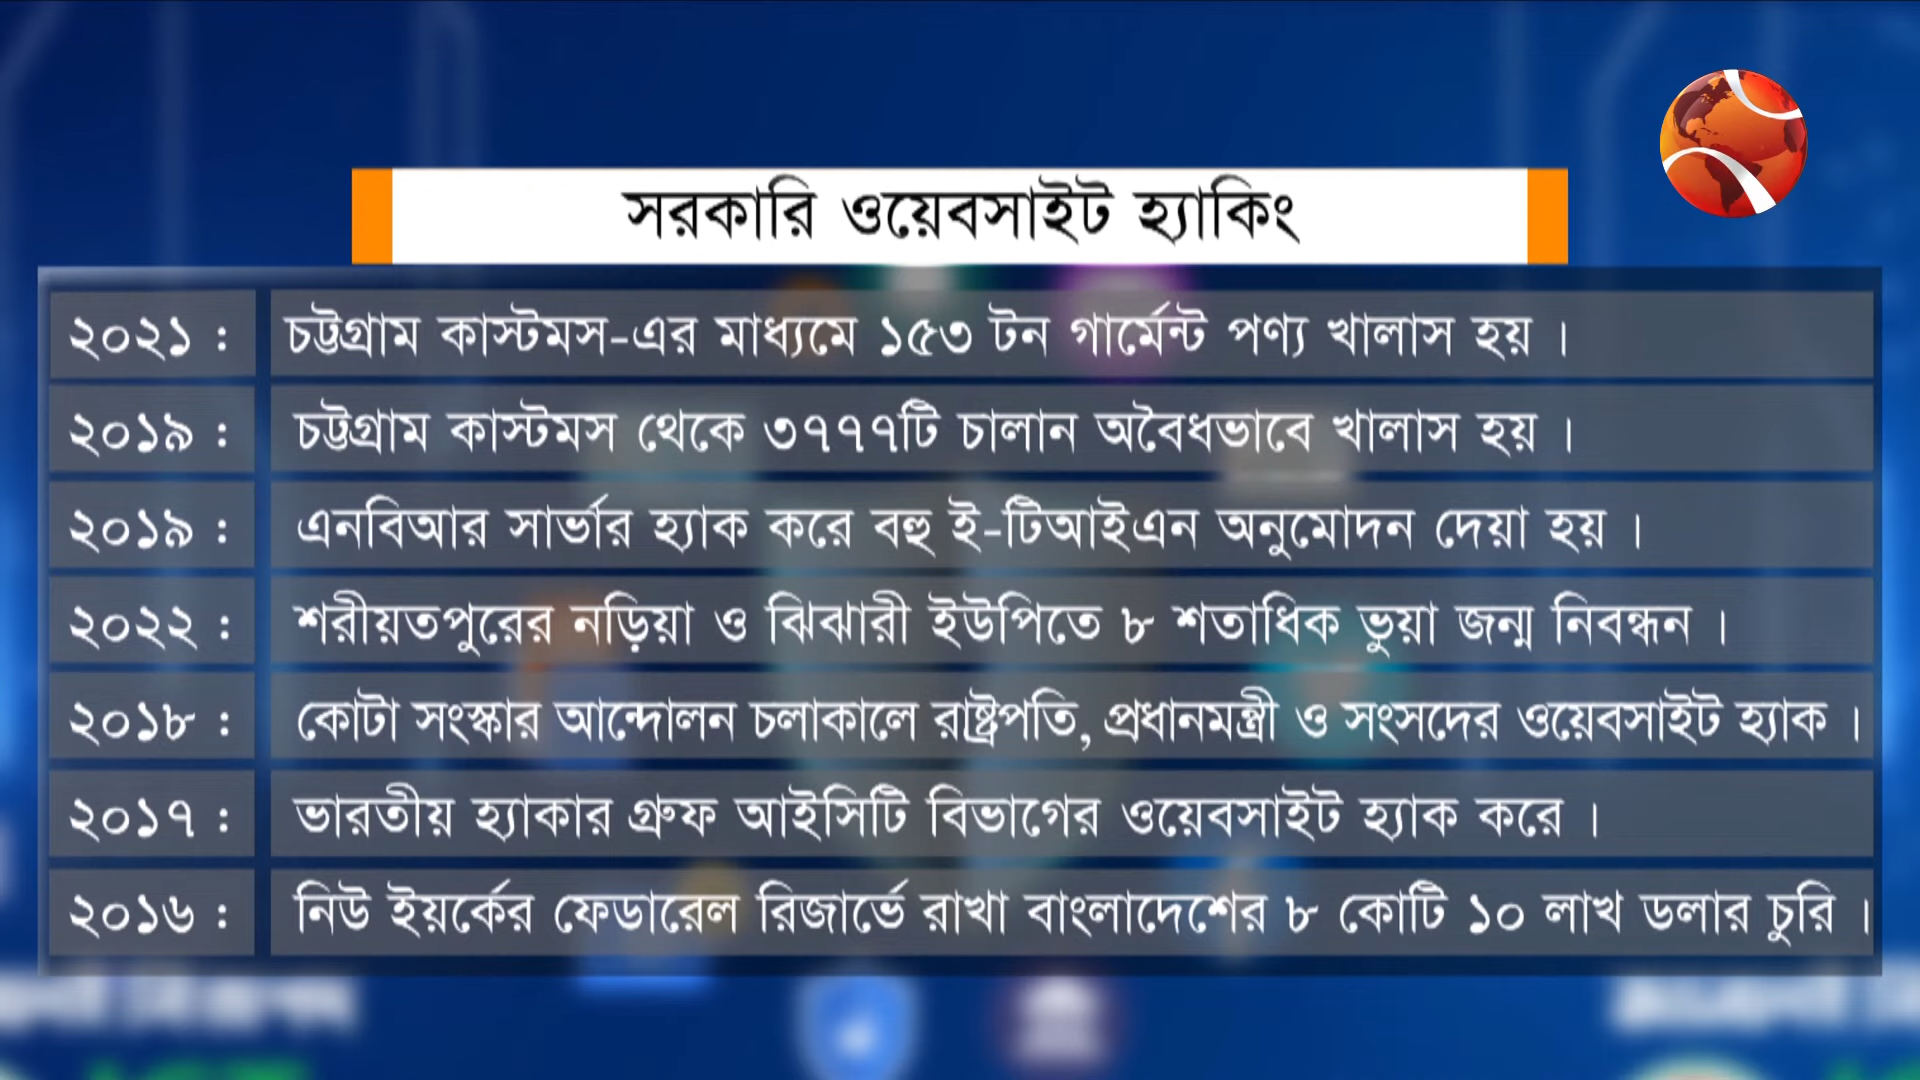 সরকারি ওয়েবসাইট হ্যাকিং
২০২১ : চট্টগ্রাম কাস্টমস-এর মাধ্যমে ১৫৩ টন গার্মেন্ট পণ্য খালাস হয় ।
২০১৯ : চট্টগ্রাম কাস্টমস থেকে ৩৭৭৭টি চালান অবৈধভাবে খালাস হয় ।
২০১৯ : এনবিআর সার্ভার হ্যাক করে বহু ই-টিআইএন অনুমোদন দেয়া হয় ।
২০২২ : শরীয়তপুরের নড়িয়া ও ঝিঝারী ইউপিতে ৮ শতাধিক ভুয়া জন্ম নিবন্ধন ।
২০১৮ : কোটা সংস্কার আন্দোলন চলাকালে রাষ্ট্রপতি, প্রধানমন্ত্রী ও সংসদের ওয়েবসাইট হ্যাক ।
২০১৭ : ভারতীয় হ্যাকার গ্রুফ আইসিটি বিভাগের ওয়েবসাইট হ্যাক করে ।
২০১৬ : নিউ ইয়র্কের ফেডারেল রিজার্ভে রাখা বাংলাদেশের ৮ কোটি ১০ লাখ ডলার চুরি ।